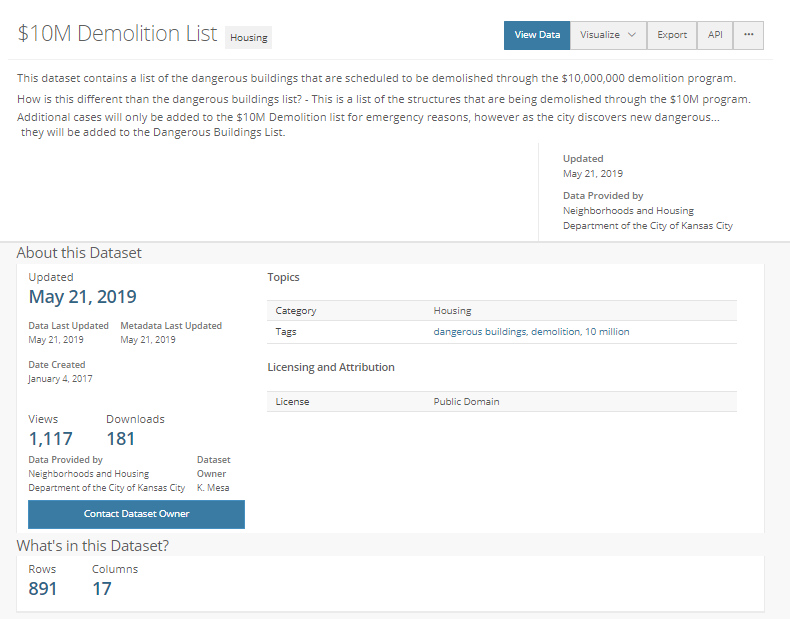 $10M Demolition List Housing
View Data Visualize Export API ···
This dataset contains a list of the dangerous buildings that are scheduled to be demolished through the $10,000,000 demolition program.
How is this different than the dangerous buildings list? - This is a list of the structures that are being demolished through the $10M program.
Additional cases will only be added to the $10M Demolition list for emergency reasons, however as the city discovers new dangerous...
they will be added to the Dangerous Buildings List.
Updated
May 21, 2019
Data Provided by
Neighborhoods and Housing
Department of the City of Kansas City
About this Dataset
Updated
May 21, 2019
Data Last Updated Metadata Last Updated
May 21, 2019 May 21, 2019
Date Created
January 4, 2017
Views Downloads
1,117 181
Data Provided by Dataset
Neighborhoods and Housing Owner
Department of the City of Kansas City K. Mesa
Contact Dataset Owner
Topics
Category Housing
Tags dangerous buildings, demolition, 10 million
Licensing and Attribution
License Public Domain
What's in this Dataset?
Rows Columns
891 17